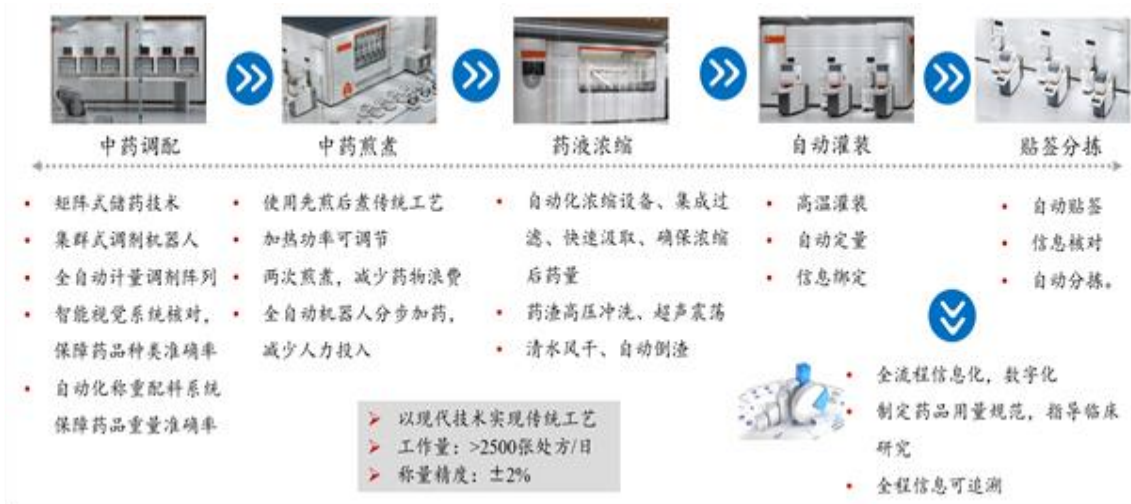 中药调配
中药煎煮
药液浓缩
自动灌装
贴签分拣
• 矩阵式储药技术
• 集群式调剂机器人
• 全自动计量调剂阵列
• 智能视觉系统核对，
保障药品种类准确率
• 自动化称重配料系统
保障药品重量准确率
• 使用先煎后煮传统工艺
• 加热功率可调节
• 两次煎煮，减少药物浪费
• 全自动机器人分步加药，
减少人力投入
• 自动化浓缩设备、集成过
滤、快速汲取、确保浓缩
后药量
• 药渣高压冲洗、超声震荡
• 清水风干、自动倒渣
• 高温灌装
• 自动定量
• 信息绑定
• 自动贴签
• 信息核对
• 自动分拣。
➢ 以现代技术实现传统工艺
➢ 工作量：>2500张处方/日
➢ 称量精度：±2%
• 全流程信息化，数字化
• 制定药品用量规范，指导临床
研究
• 全程信息可追溯